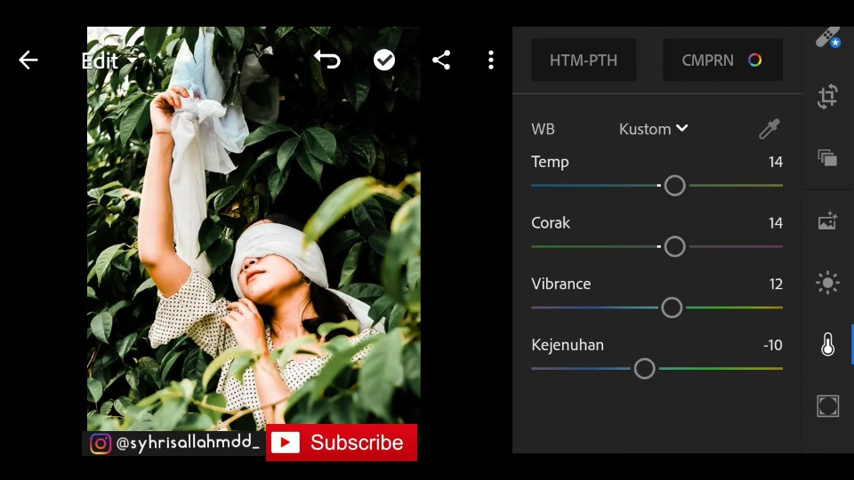 Edit
HTM-PTH
CMPRN
WB
Kustom
Temp
14
Corak
14
Vibrance
12
Kejenuhan
-10
@syhrisallahmdd_
Subscribe